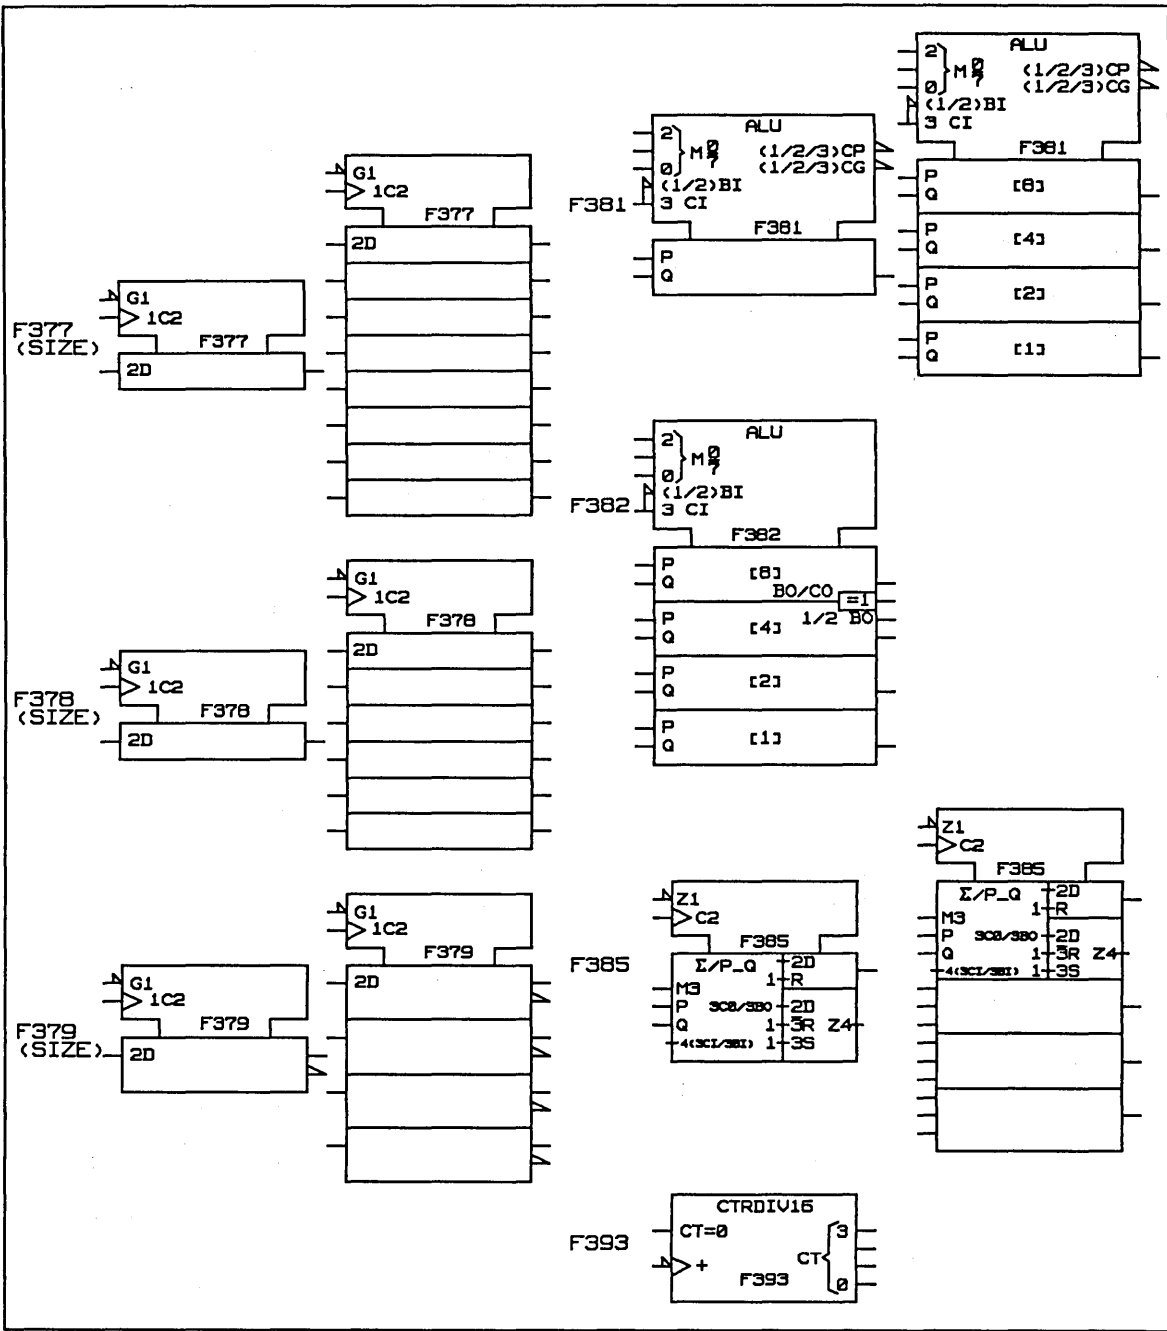 F377
(SIZE)
G1
1C2
F377
2D
G1
1C2
F377
2D
F378
(SIZE)
G1
1C2
F378
2D
G1
1C2
F378
2D
F379
(SIZE)
G1
1C2
F379
2D
G1
1C2
F379
2D
F381
ALU
2
0
M 0
7
(1/2/3)CP
(1/2/3)CG
(1/2)BI
3 CI
F381
P
Q
ALU
2
0
M 0
7
(1/2/3)CP
(1/2/3)CG
(1/2)BI
3 CI
F381
P
Q
[8]
P
Q
[4]
P
Q
[2]
P
Q
[1]
F382
ALU
2
0
M 0
7
(1/2)BI
3 CI
F382
P
Q
[8]
BO/CO
=1
1/2 BO
P
Q
[4]
P
Q
[2]
P
Q
[1]
F385
Z1
C2
F385
Σ/P_Q
2D
1
R
M3
P
3CO/3BO
2D
Q
1
3R
Z4
4(3CI/3BI)
1
3S
Z1
C2
F385
Σ/P_Q
2D
1
R
M3
P
3CO/3BO
2D
Q
1
3R
Z4
4(3CI/3BI)
1
3S
F393
CTRDIV16
CT=0
3
+
CT
F393
0